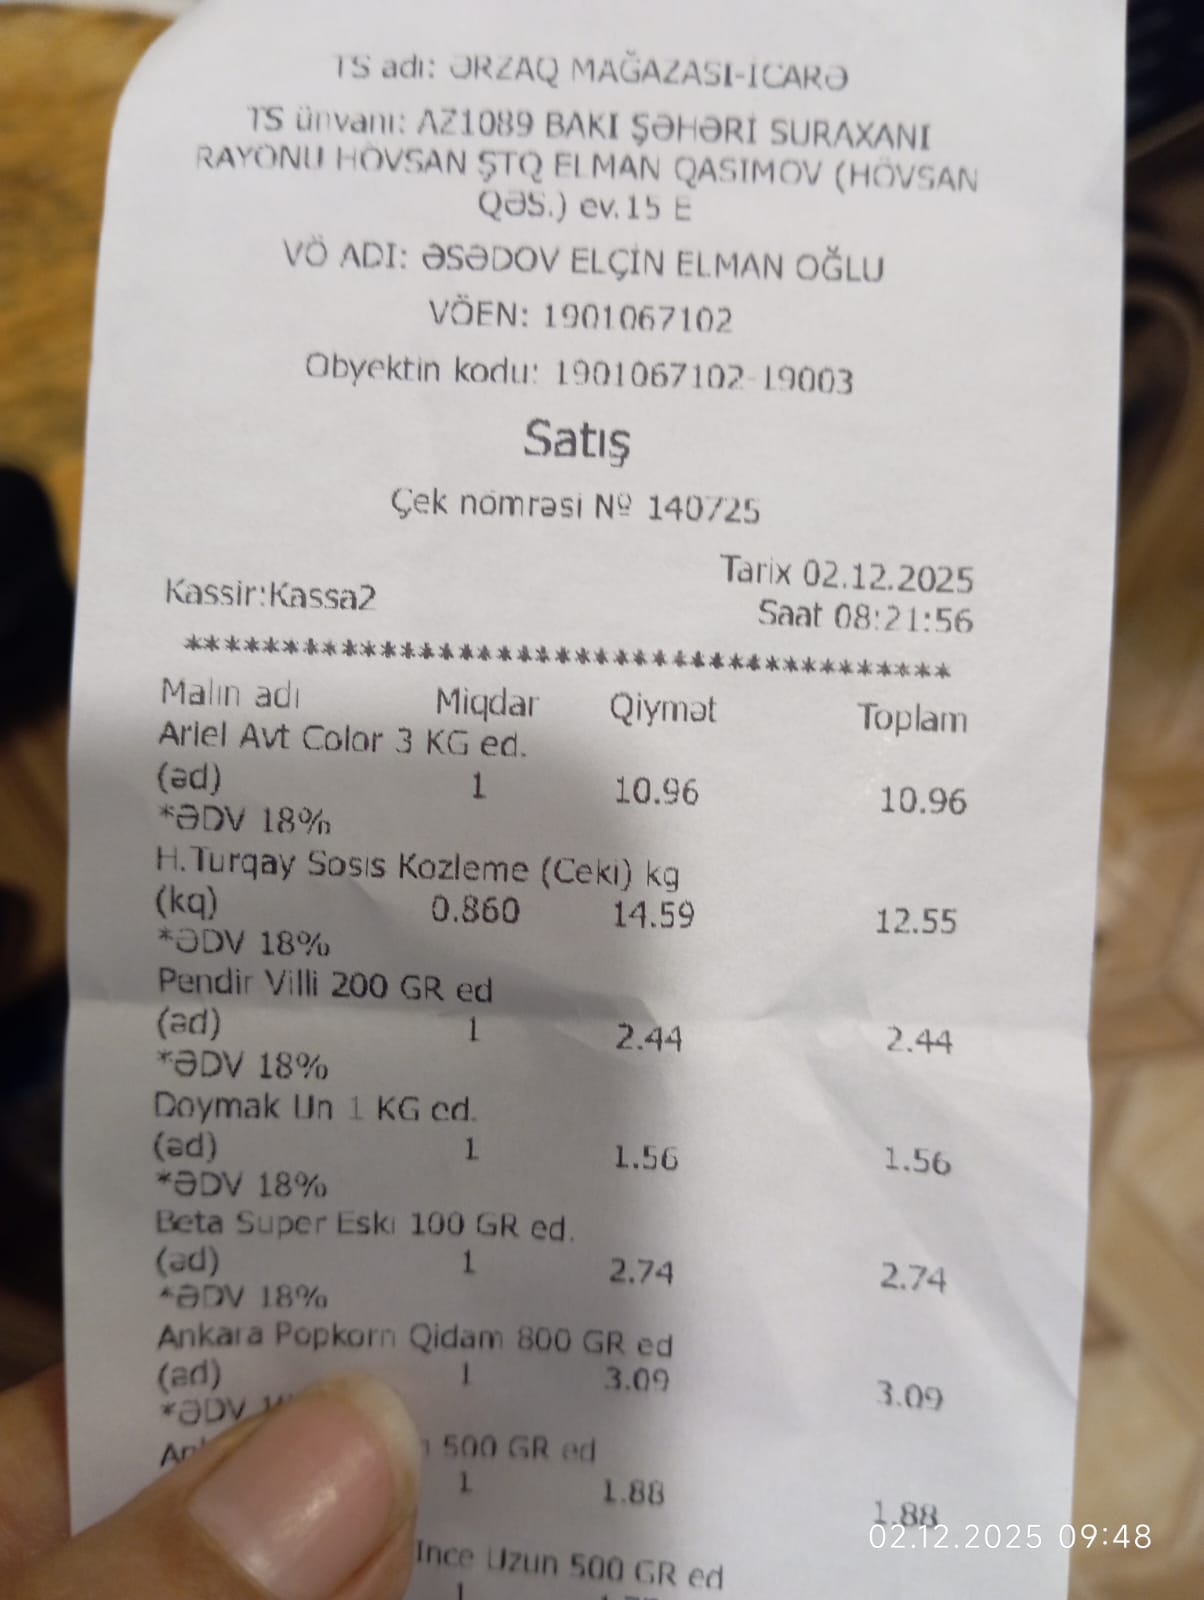 TS adı: ƏRZAQ MAĞAZASI-İCARƏ
TS ünvanı: AZ1089 BAKI ŞƏHƏRİ SURAXANI
RAYONU HÖVSAN ŞTQ ELMAN QASIMOV (HÖVSAN
QƏS.) ev.15 E
VÖ ADI: ƏSƏDOV ELÇİN ELMAN OĞLU
VÖEN: 1901067102
Obyektin kodu: 1901067102-19003
Satış
Çek nömrəsi № 140725
Tarix 02.12.2025
Kassir:Kassa2 Saat 08:21:56
***************************************
Malın adı Miqdar Qiymət Toplam
Ariel Avt Color 3 KG ed.
(əd) 1 10.96 10.96
*ƏDV 18%
H.Turqay Sosis Kozleme (Ceki) kg
(kq) 0.860 14.59 12.55
*ƏDV 18%
Pendir Villi 200 GR ed
(əd) 1 2.44 2.44
*ƏDV 18%
Doymak Un 1 KG ed.
(əd) 1 1.56 1.56
*ƏDV 18%
Beta Super Eski 100 GR ed.
(əd) 1 2.74 2.74
*ƏDV 18%
Ankara Popkorn Qidam 800 GR ed
(əd) 1 3.09 3.09
*ƏDV
500 GR ed
1 1.88 1.88
İnce Uzun 500 GR ed
1
02.12.2025 09:48